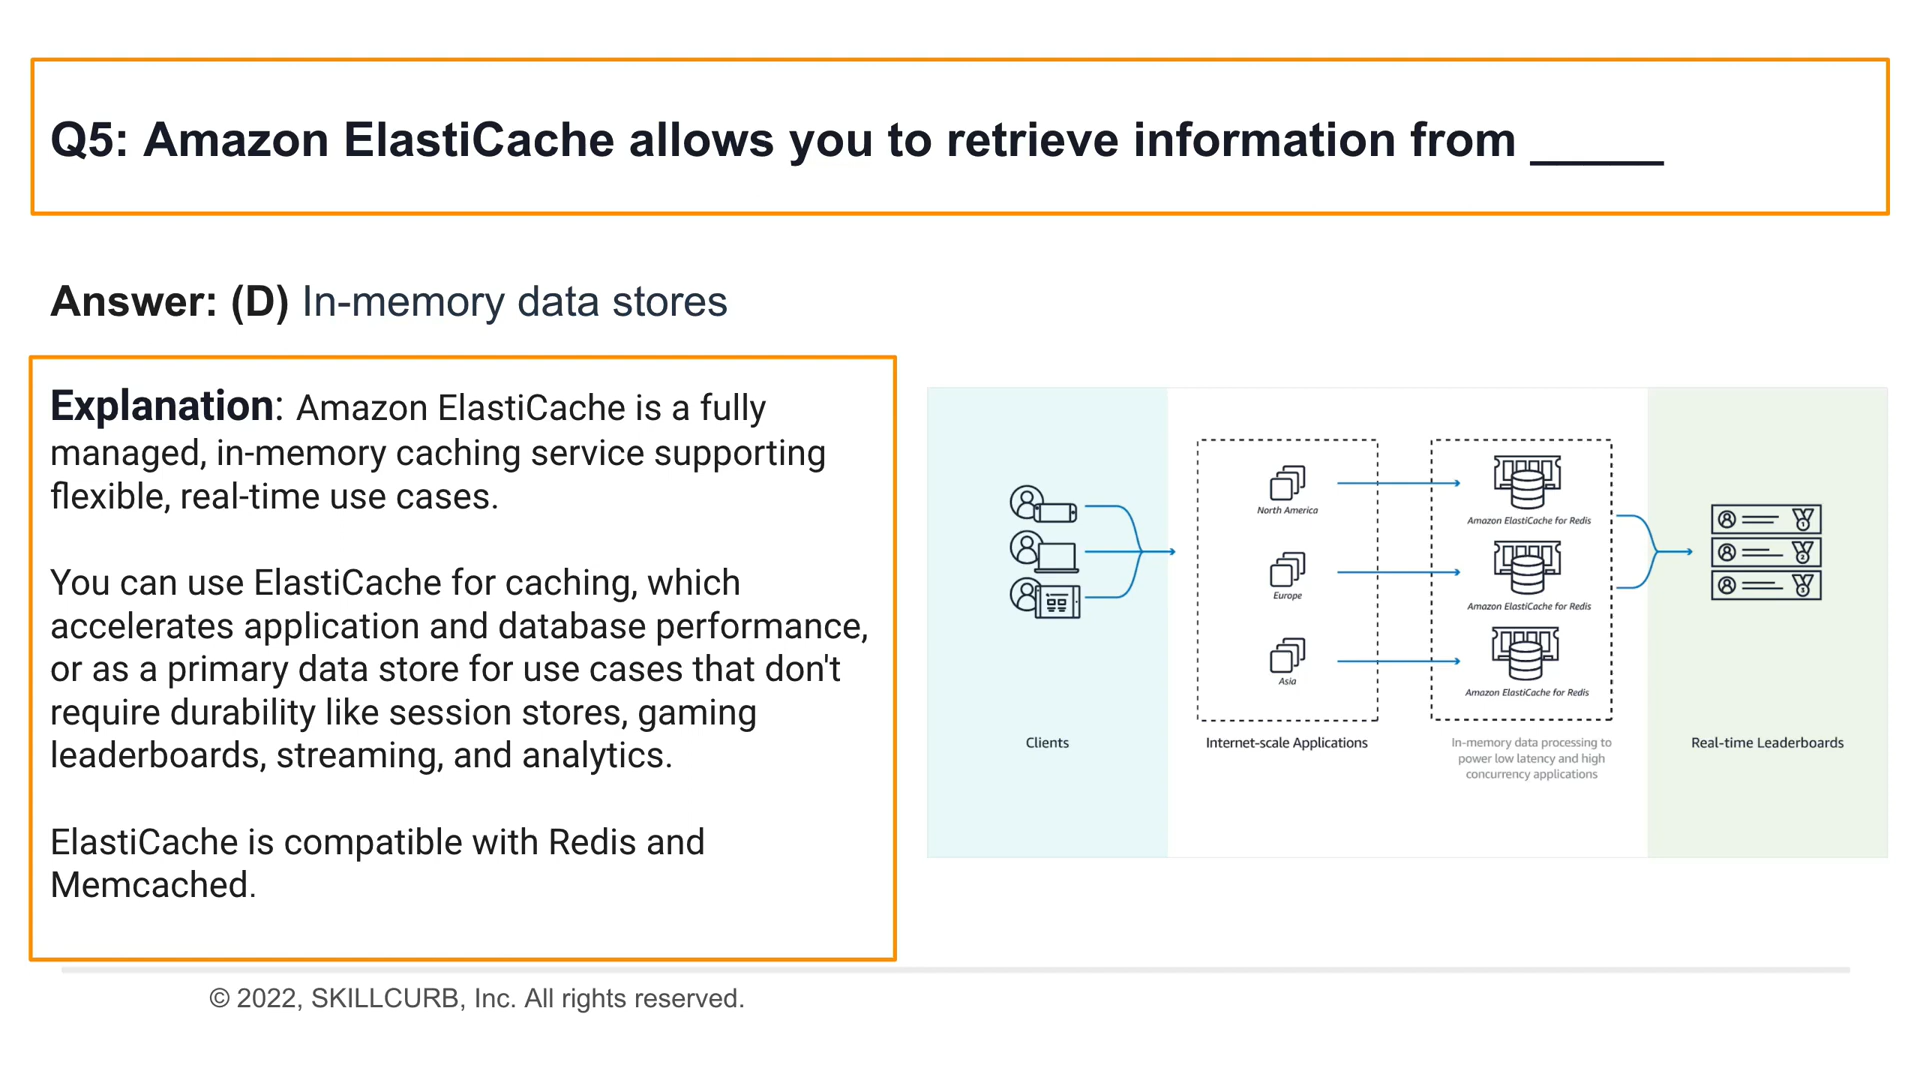 Q5: Amazon ElastiCache allows you to retrieve information from _____
Answer: (D) In-memory data stores
Explanation: Amazon ElastiCache is a fully
managed, in-memory caching service supporting
flexible, real-time use cases.
You can use ElastiCache for caching, which
accelerates application and database performance,
or as a primary data store for use cases that don't
require durability like session stores, gaming
leaderboards, streaming, and analytics.
ElastiCache is compatible with Redis and
Memcached.
Clients
North America
Europe
Asia
Internet-scale Applications
Amazon ElastiCache for Redis
Amazon ElastiCache for Redis
Amazon ElastiCache for Redis
In-memory data processing to
power low latency and high
concurrency applications
1
2
3
Real-time Leaderboards
© 2022, SKILLCURB, Inc. All rights reserved.